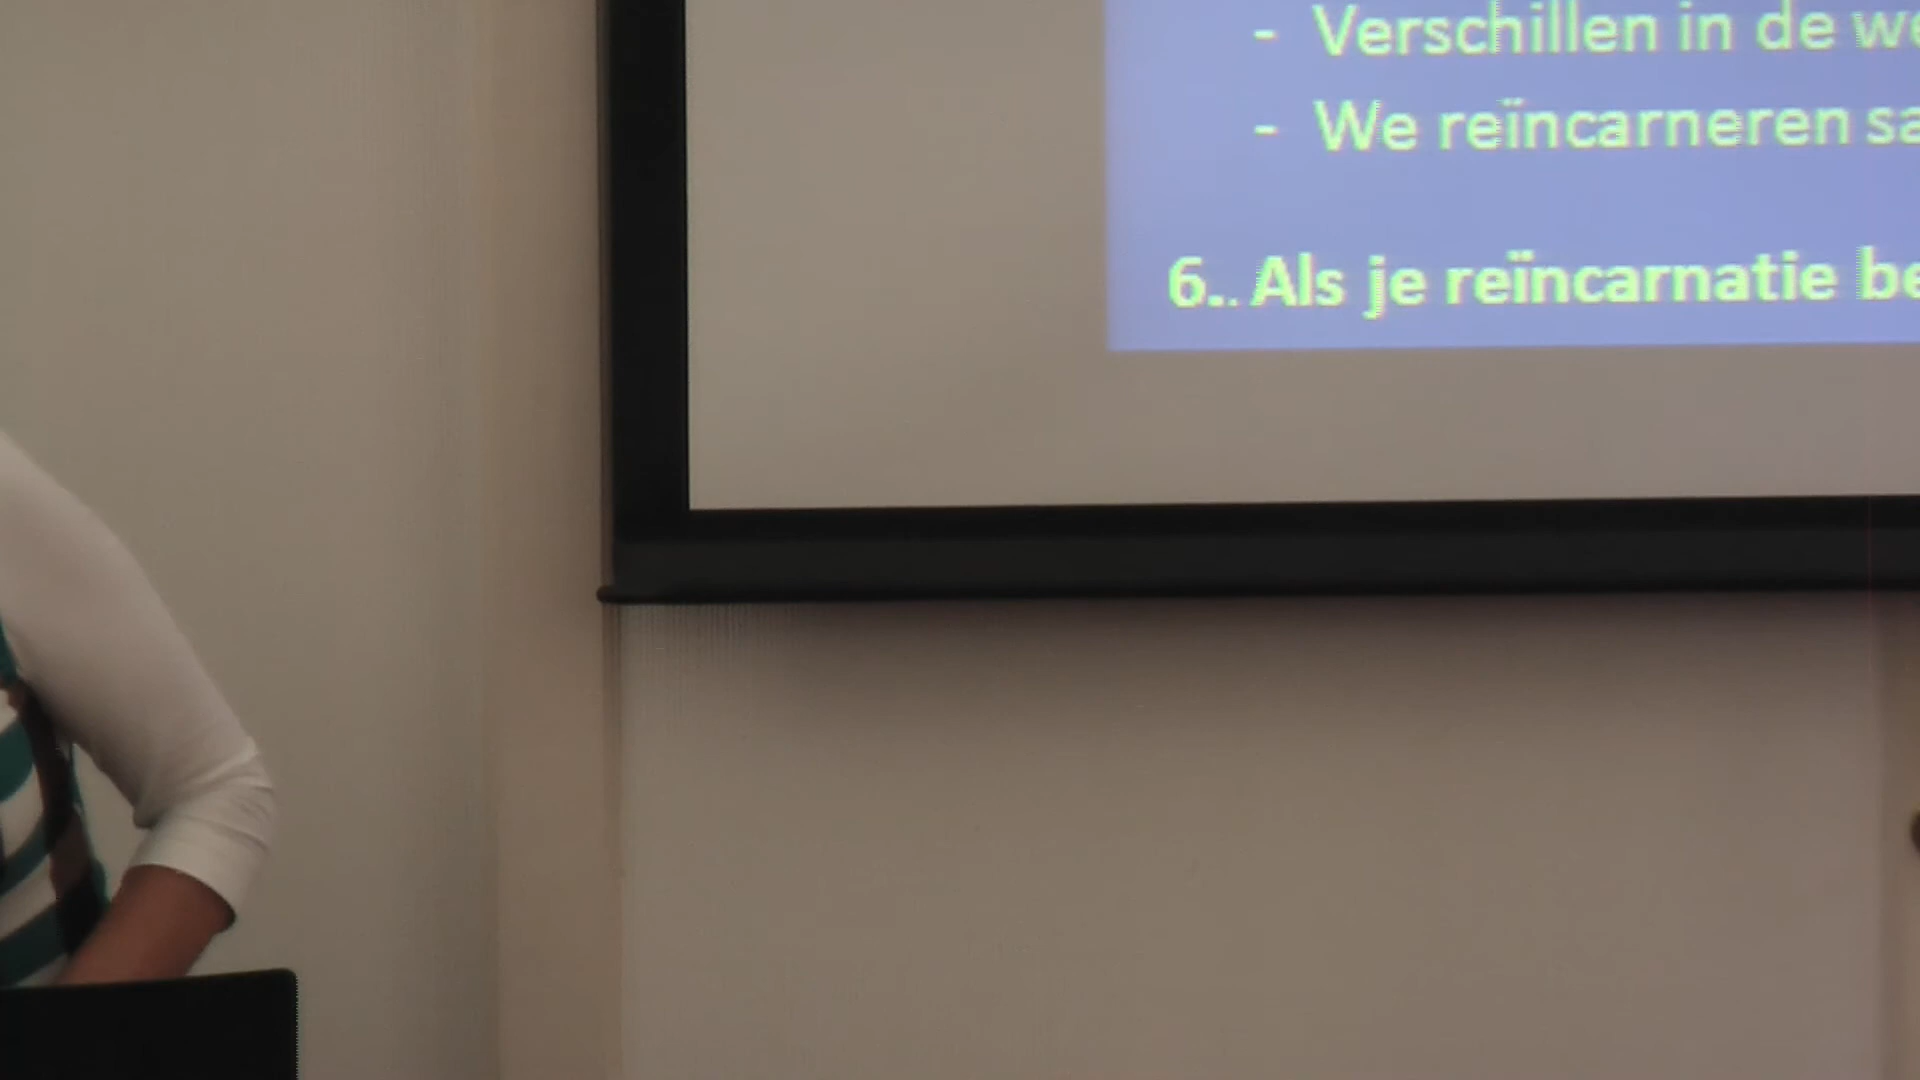 - Verschillen in de
- We reïncarneren
6.. Als je reïncarnatie